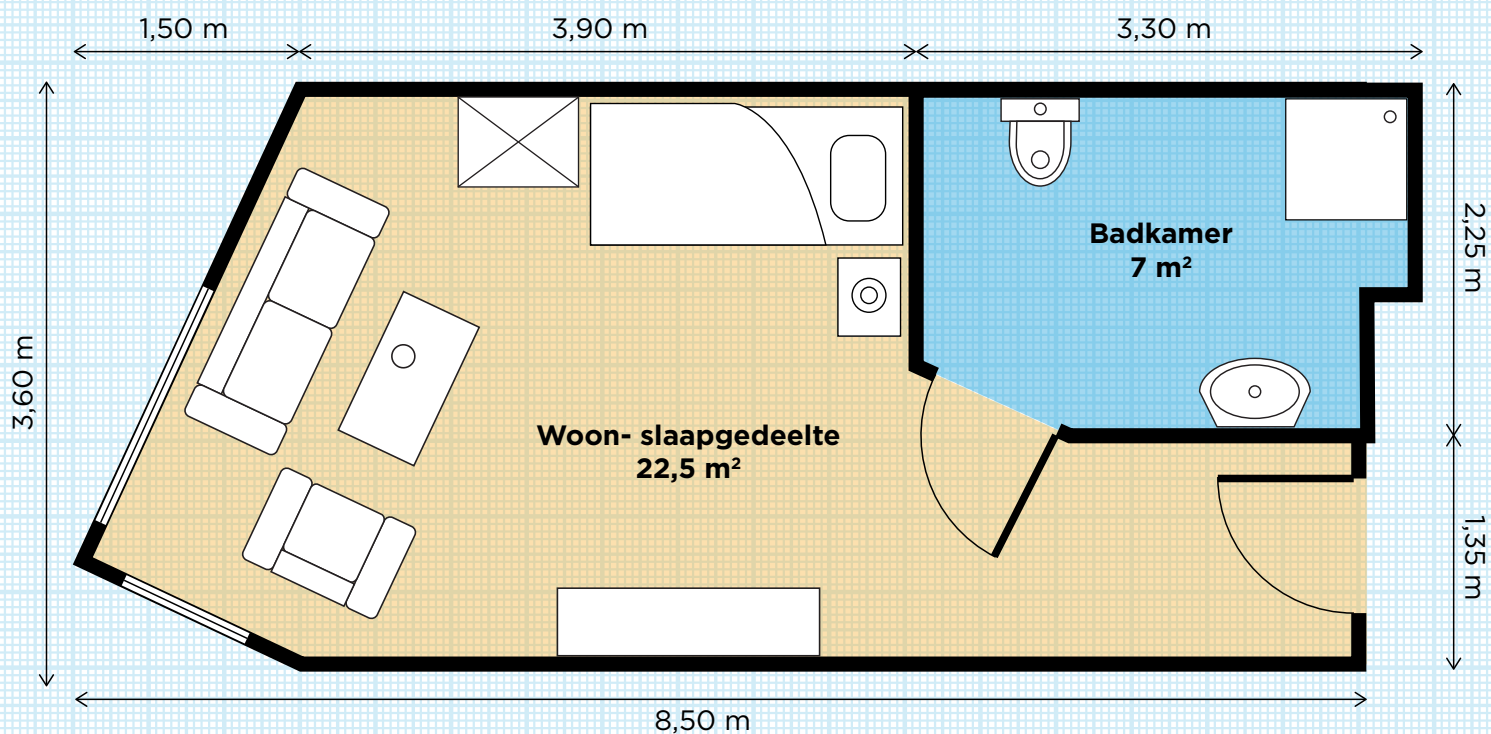 1,50 m
3,90 m
3,30 m
Badkamer
7 m²
2,25 m
3,60 m
Woon- slaapgedeelte
22,5 m²
1,35 m
8,50 m